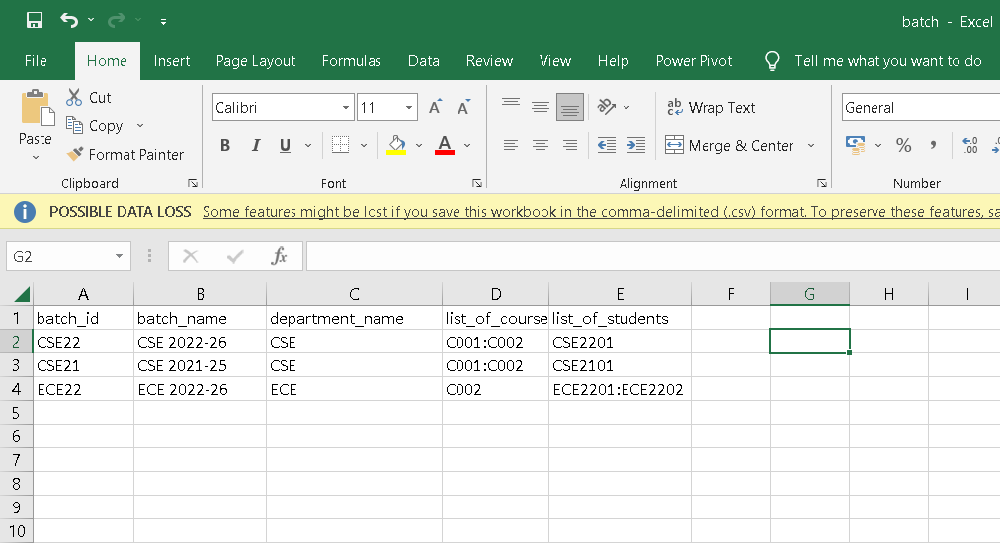 batch - Excel
File Home Insert Page Layout Formulas Data Review View Help Power Pivot Tell me what you want to do
Cut
Calibri 11 A A ab Wrap Text General
Copy
Paste
Format Painter
B I U A Merge & Center % , .00
Clipboard Font Alignment Number
POSSIBLE DATA LOSS Some features might be lost if you save this workbook in the comma-delimited (.csv) format. To preserve these features, sa
G2 fx
A B C D E F G H I
1 batch_id batch_name department_name list_of_course list_of_students
2 CSE22 CSE 2022-26 CSE C001:C002 CSE2201
3 CSE21 CSE 2021-25 CSE C001:C002 CSE2101
4 ECE22 ECE 2022-26 ECE C002 ECE2201:ECE2202
5
6
7
8
9
10